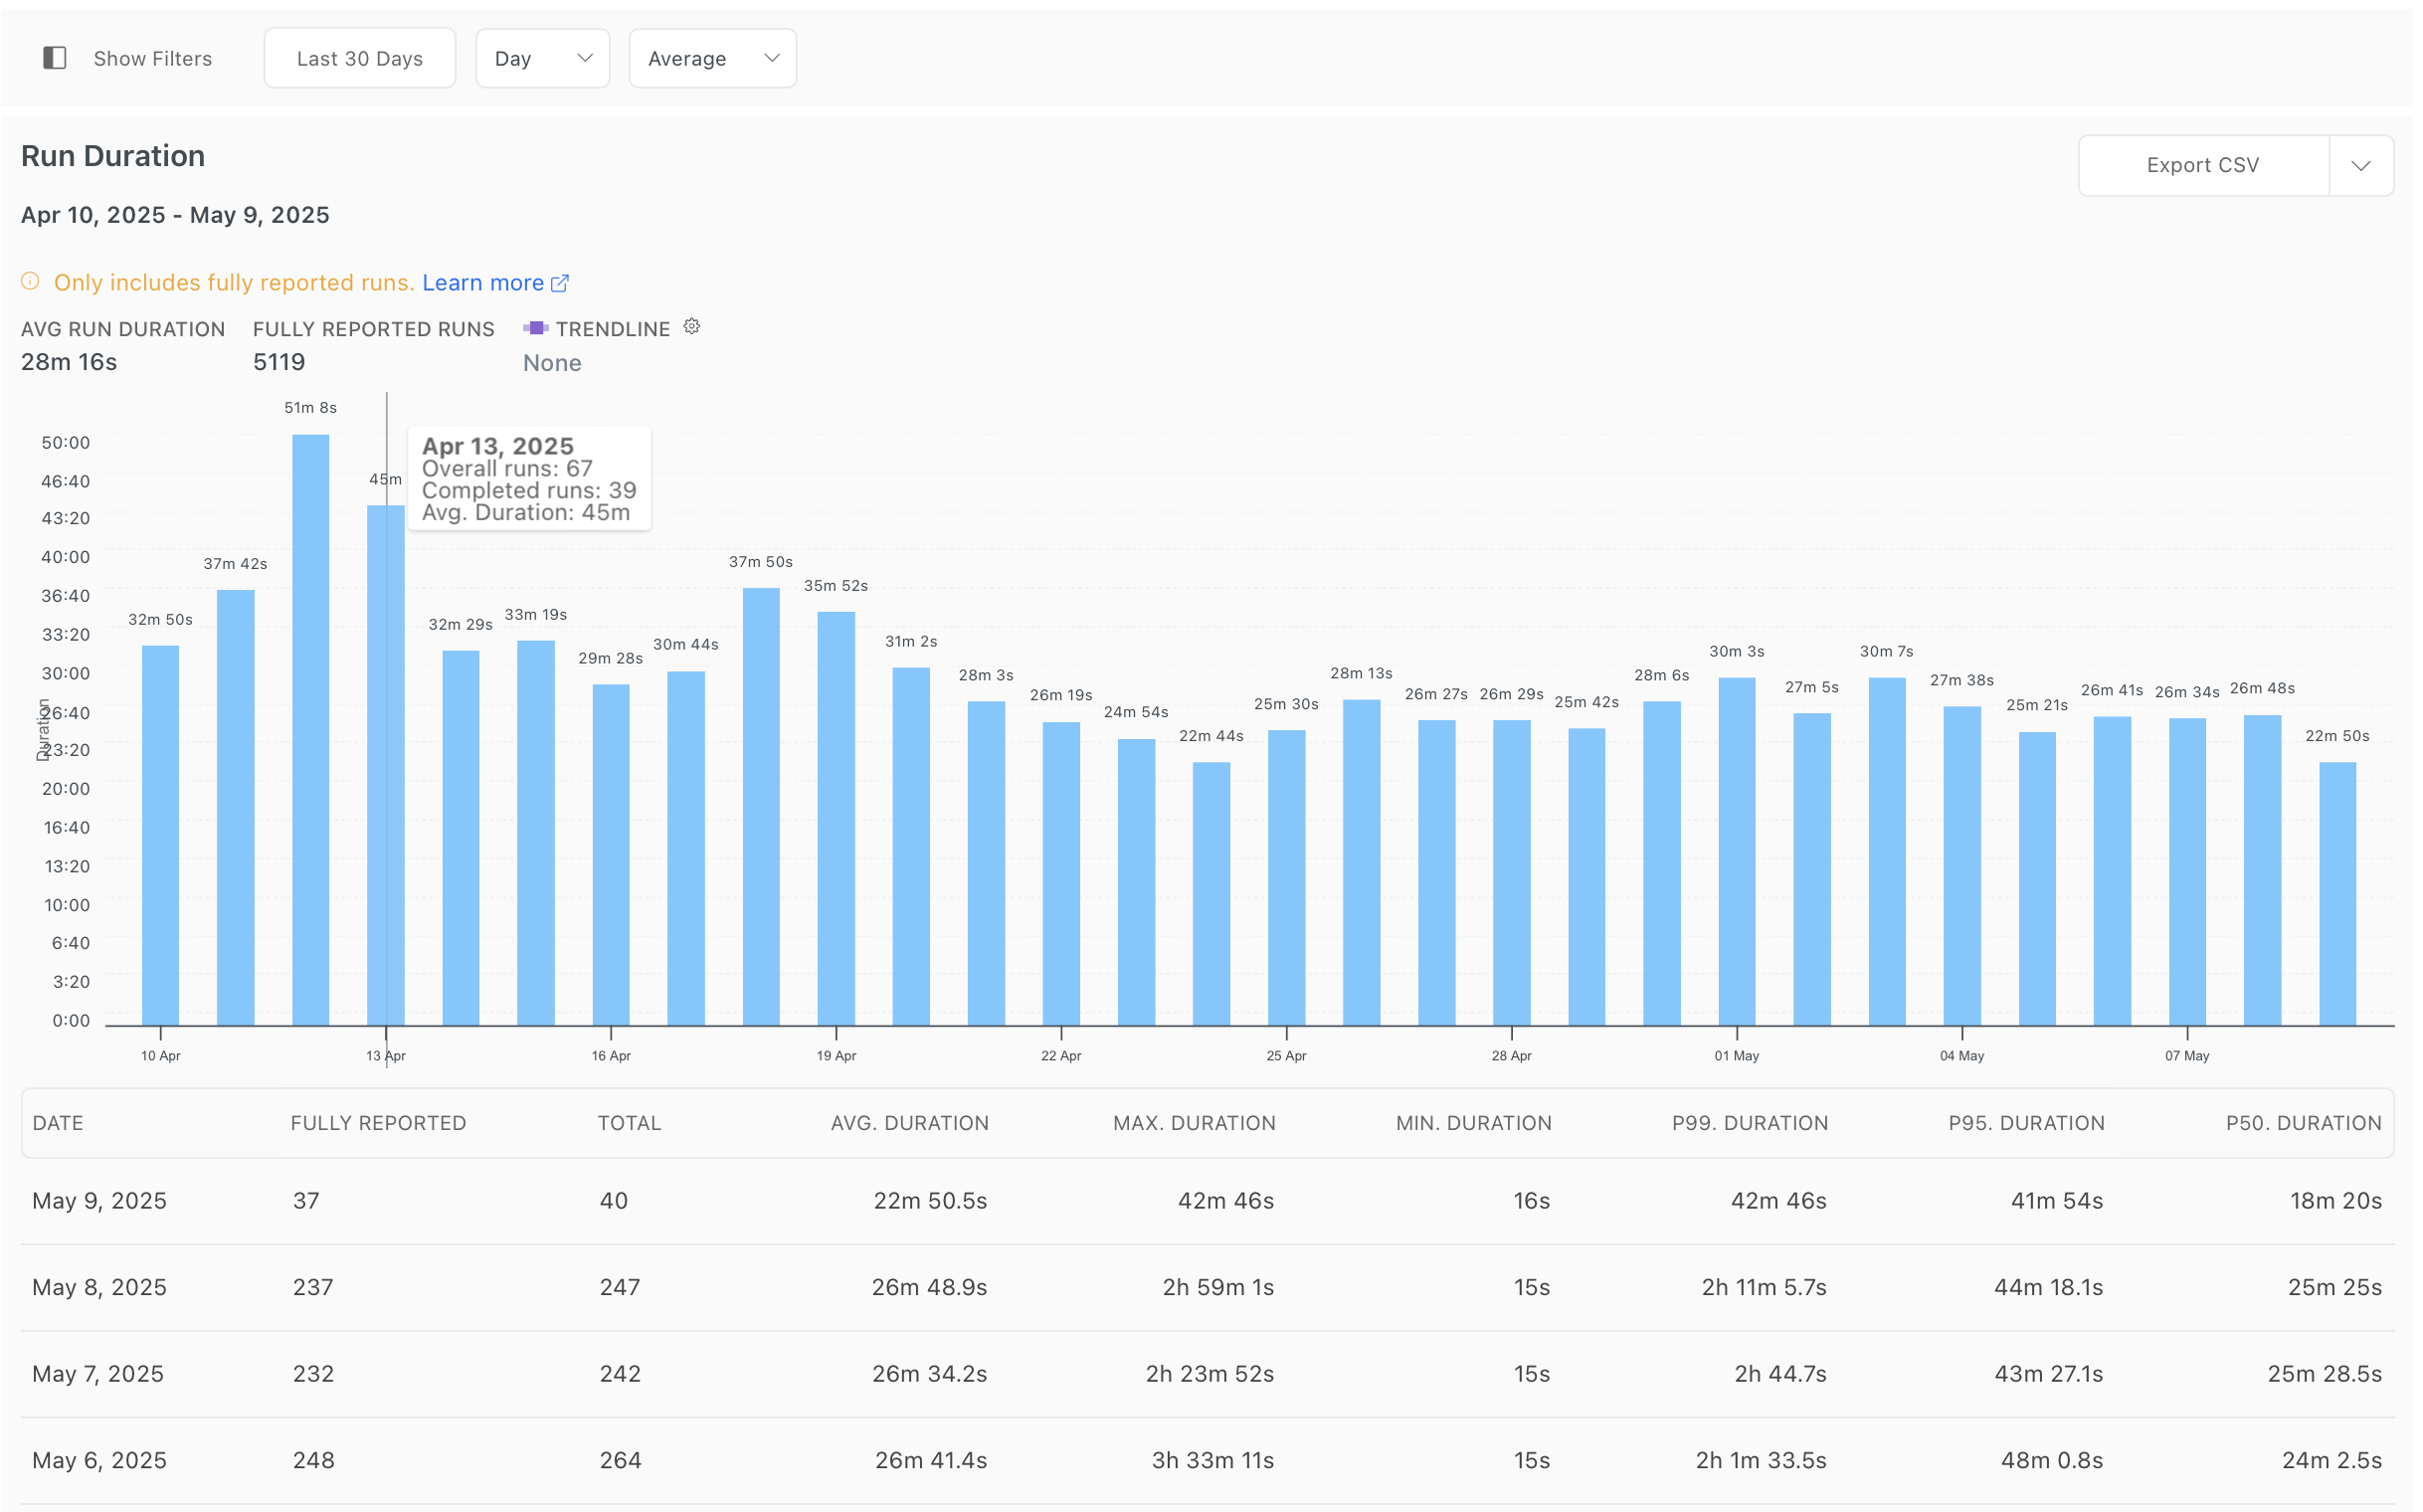 Show Filters Last 30 Days Day Average
Run Duration
Export CSV
Apr 10, 2025 - May 9, 2025
Only includes fully reported runs. Learn more
AVG RUN DURATION FULLY REPORTED RUNS TRENDLINE
28m 16s 5119 None
Duration
50:00
46:40
43:20
40:00
36:40
33:20
30:00
26:40
23:20
20:00
16:40
13:20
10:00
6:40
3:20
0:00
32m 50s
37m 42s
51m 8s
45m
Apr 13, 2025
Overall runs: 67
Completed runs: 39
Avg. Duration: 45m
32m 29s
33m 19s
29m 28s
30m 44s
37m 50s
35m 52s
31m 2s
28m 3s
26m 19s
24m 54s
22m 44s
25m 30s
28m 13s
26m 27s
26m 29s
25m 42s
28m 6s
30m 3s
27m 5s
30m 7s
27m 38s
25m 21s
26m 41s
26m 34s
26m 48s
22m 50s
10 Apr 13 Apr 16 Apr 19 Apr 22 Apr 25 Apr 28 Apr 01 May 04 May 07 May
DATE FULLY REPORTED TOTAL AVG. DURATION MAX. DURATION MIN. DURATION P99. DURATION P95. DURATION P50. DURATION
May 9, 2025 37 40 22m 50.5s 42m 46s 16s 42m 46s 41m 54s 18m 20s
May 8, 2025 237 247 26m 48.9s 2h 59m 1s 15s 2h 11m 5.7s 44m 18.1s 25m 25s
May 7, 2025 232 242 26m 34.2s 2h 23m 52s 15s 2h 44.7s 43m 27.1s 25m 28.5s
May 6, 2025 248 264 26m 41.4s 3h 33m 11s 15s 2h 1m 33.5s 48m 0.8s 24m 2.5s